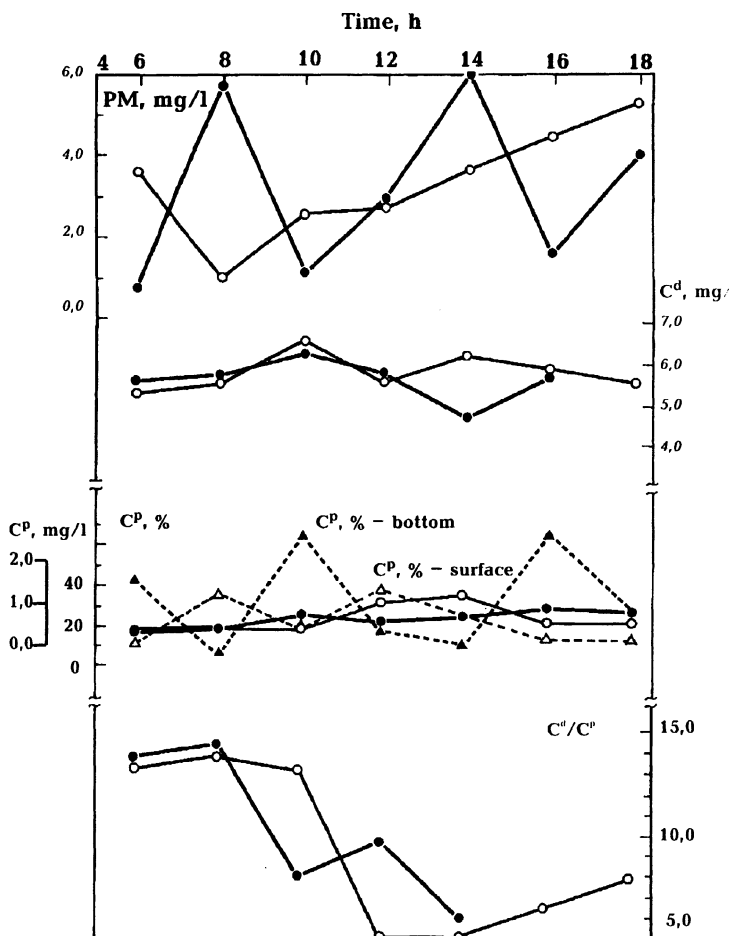 Time, h
4 6 8 10 12 14 16 18
6,0
PM, mg/l
4,0
2,0
0,0
C^d, mg/
7,0
6,0
5,0
4,0
C^p, mg/l
C^p, %
C^p, % – bottom
C^p, % – surface
2,0
1,0
0,0
40
20
0
C^d/C^p
15,0
10,0
5,0